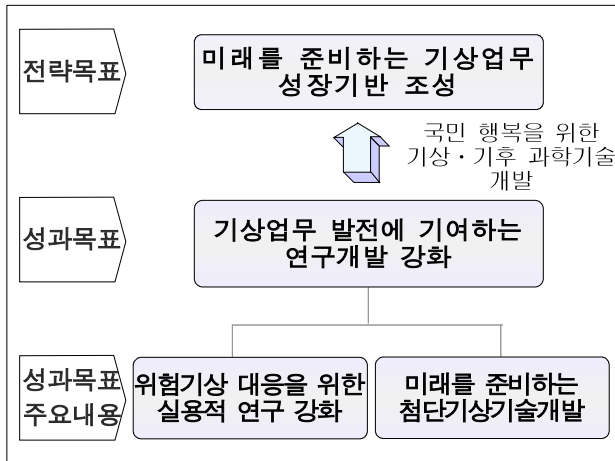 전략목표
미래를 준비하는 기상업무
성장기반 조성
국민 행복을 위한
기상·기후 과학기술
개발
성과목표
기상업무 발전에 기여하는
연구개발 강화
성과목표
주요내용
위험기상 대응을 위한
실용적 연구 강화
미래를 준비하는
첨단기상기술개발